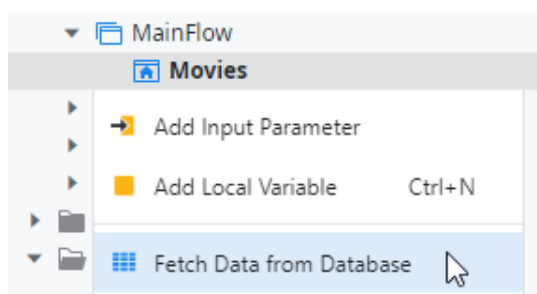 MainFlow
Movies
Add Input Parameter
Add Local Variable Ctrl+N
Fetch Data from Database